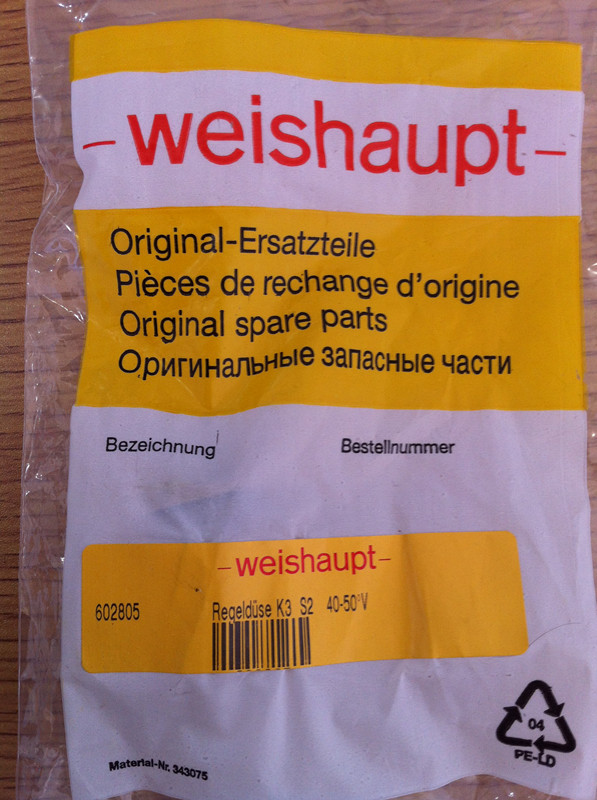 -weishaupt-
Original-Ersatzteile
Pièces de rechange d'origine
Original spare parts
Оригинальные запасные части
Bezeichnung Bestellnummer
-weishaupt-
602805 Regeldüse K3 S2 40-50°V
04
PE-LD
Material-Nr. 343075